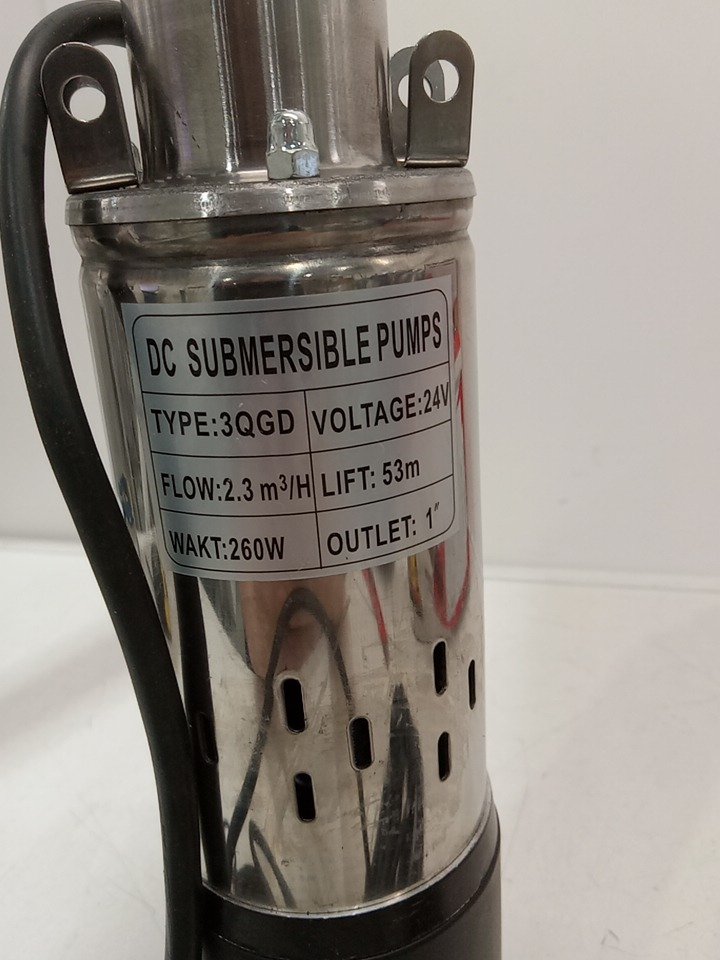 DC SUBMERSIBLE PUMPS
TYPE:3QGD VOLTAGE:24V
FLOW:2.3 m³/H LIFT: 53m
WAKT:260W OUTLET: 1″